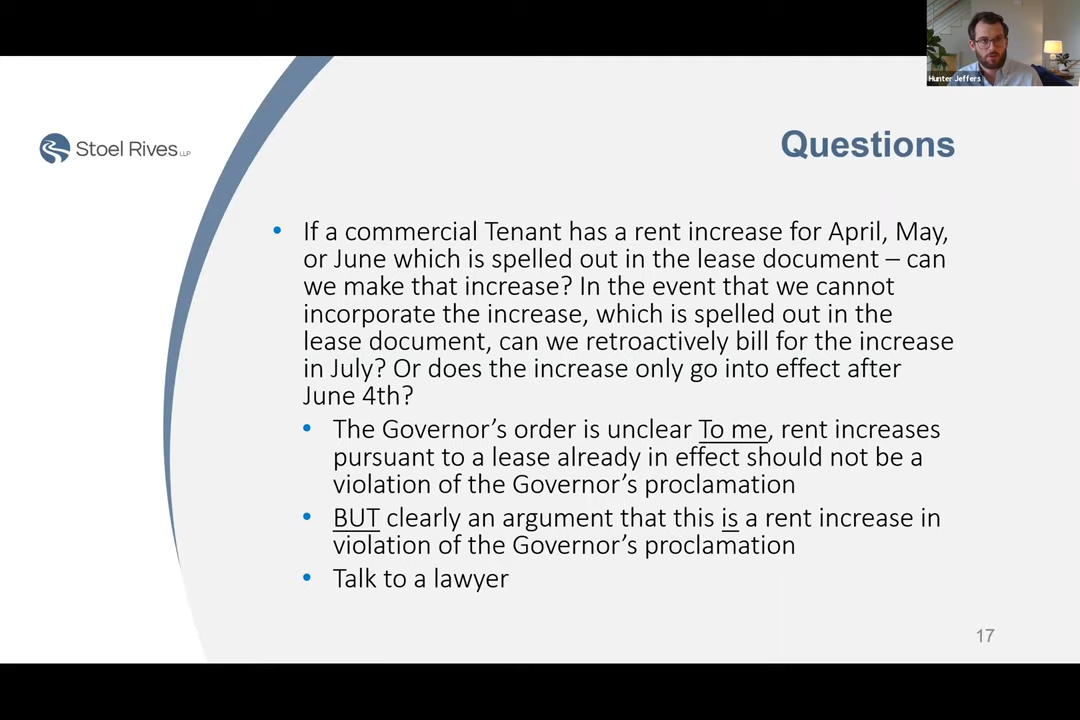 Hunter Jeffers
Stoel Rives LLP
Questions
• If a commercial Tenant has a rent increase for April, May,
or June which is spelled out in the lease document – can
we make that increase? In the event that we cannot
incorporate the increase, which is spelled out in the
lease document, can we retroactively bill for the increase
in July? Or does the increase only go into effect after
June 4th?
• The Governor’s order is unclear To me, rent increases
pursuant to a lease already in effect should not be a
violation of the Governor’s proclamation
• BUT clearly an argument that this is a rent increase in
violation of the Governor’s proclamation
• Talk to a lawyer
17